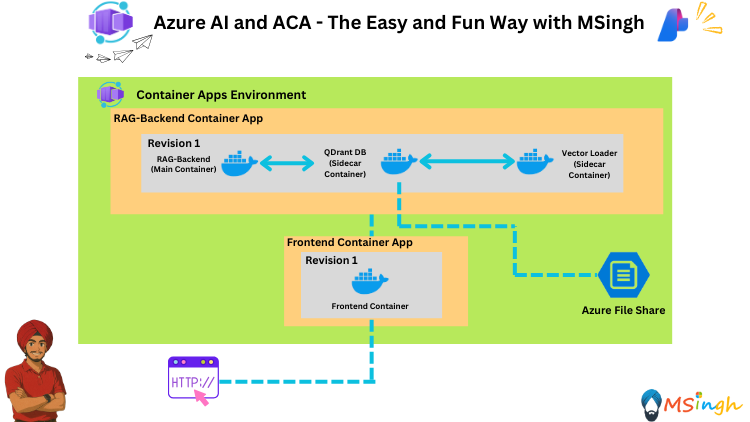 Azure AI and ACA - The Easy and Fun Way with MSingh
Container Apps Environment
RAG-Backend Container App
Revision 1
RAG-Backend
(Main Container)
QDrant DB
(Sidecar
Container)
Vector Loader
(Sidecar
Container)
Frontend Container App
Revision 1
Frontend Container
Azure File Share
HTTP://
MSingh